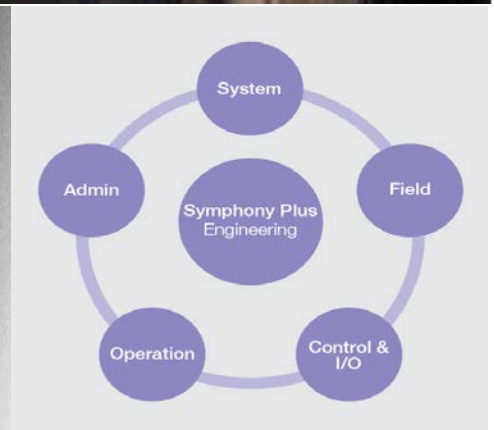 System
Admin
Field
Symphony Plus
Engineering
Operation
Control &
I/O